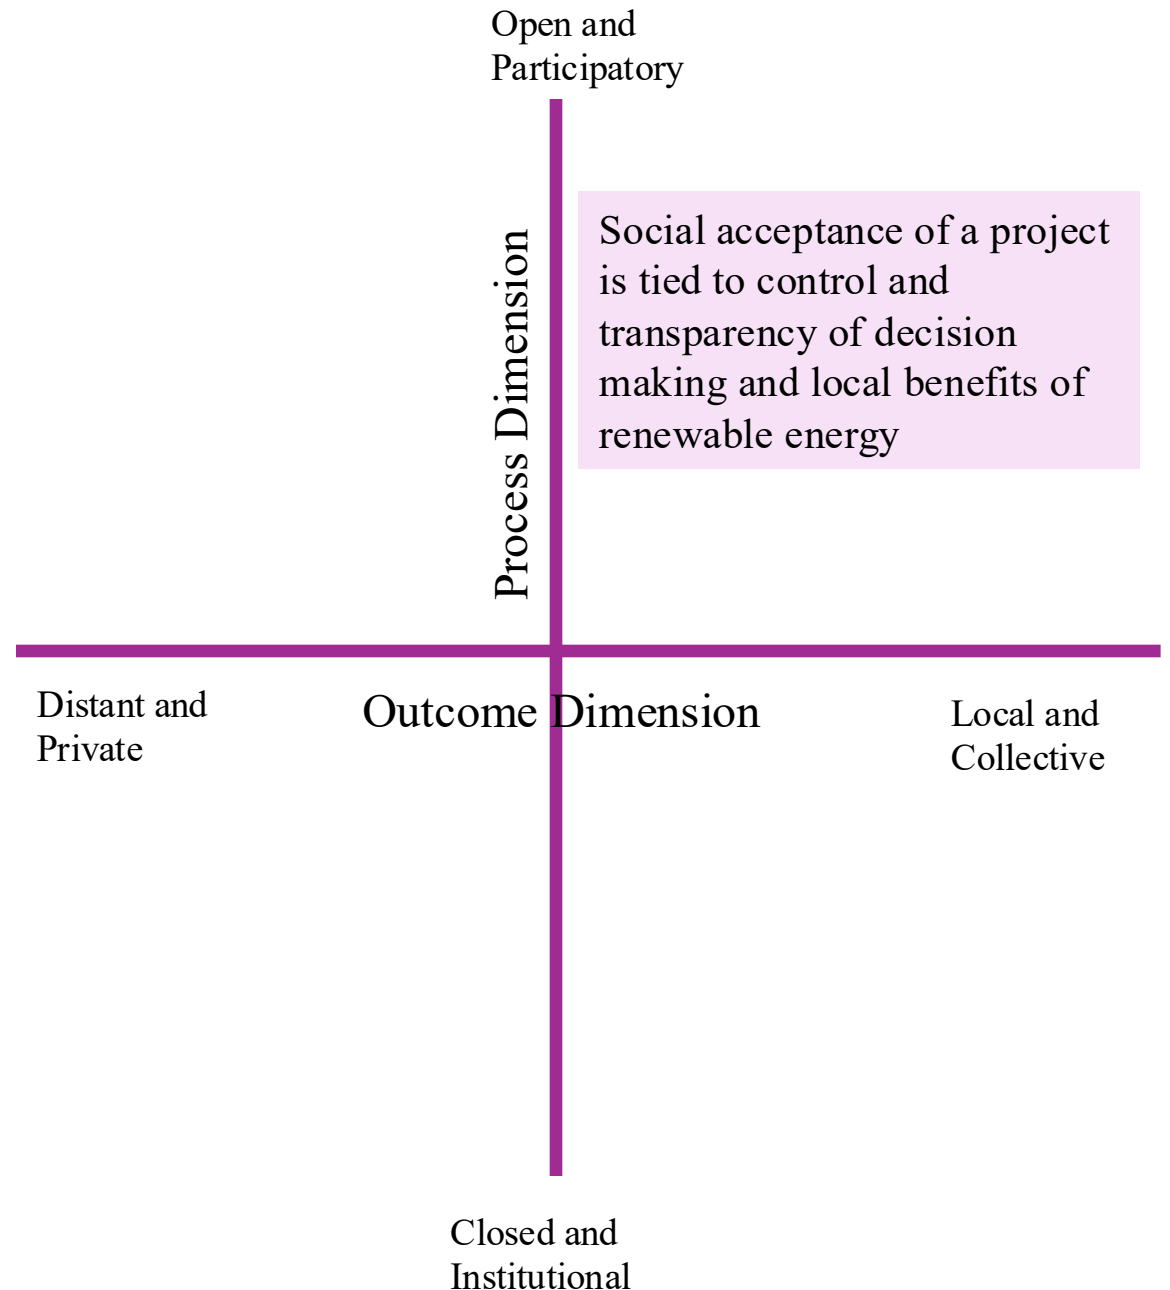 Open and
Participatory
Social acceptance of a project
is tied to control and
transparency of decision
making and local benefits of
renewable energy
Process Dimension
Distant and
Private
Outcome Dimension
Local and
Collective
Closed and
Institutional